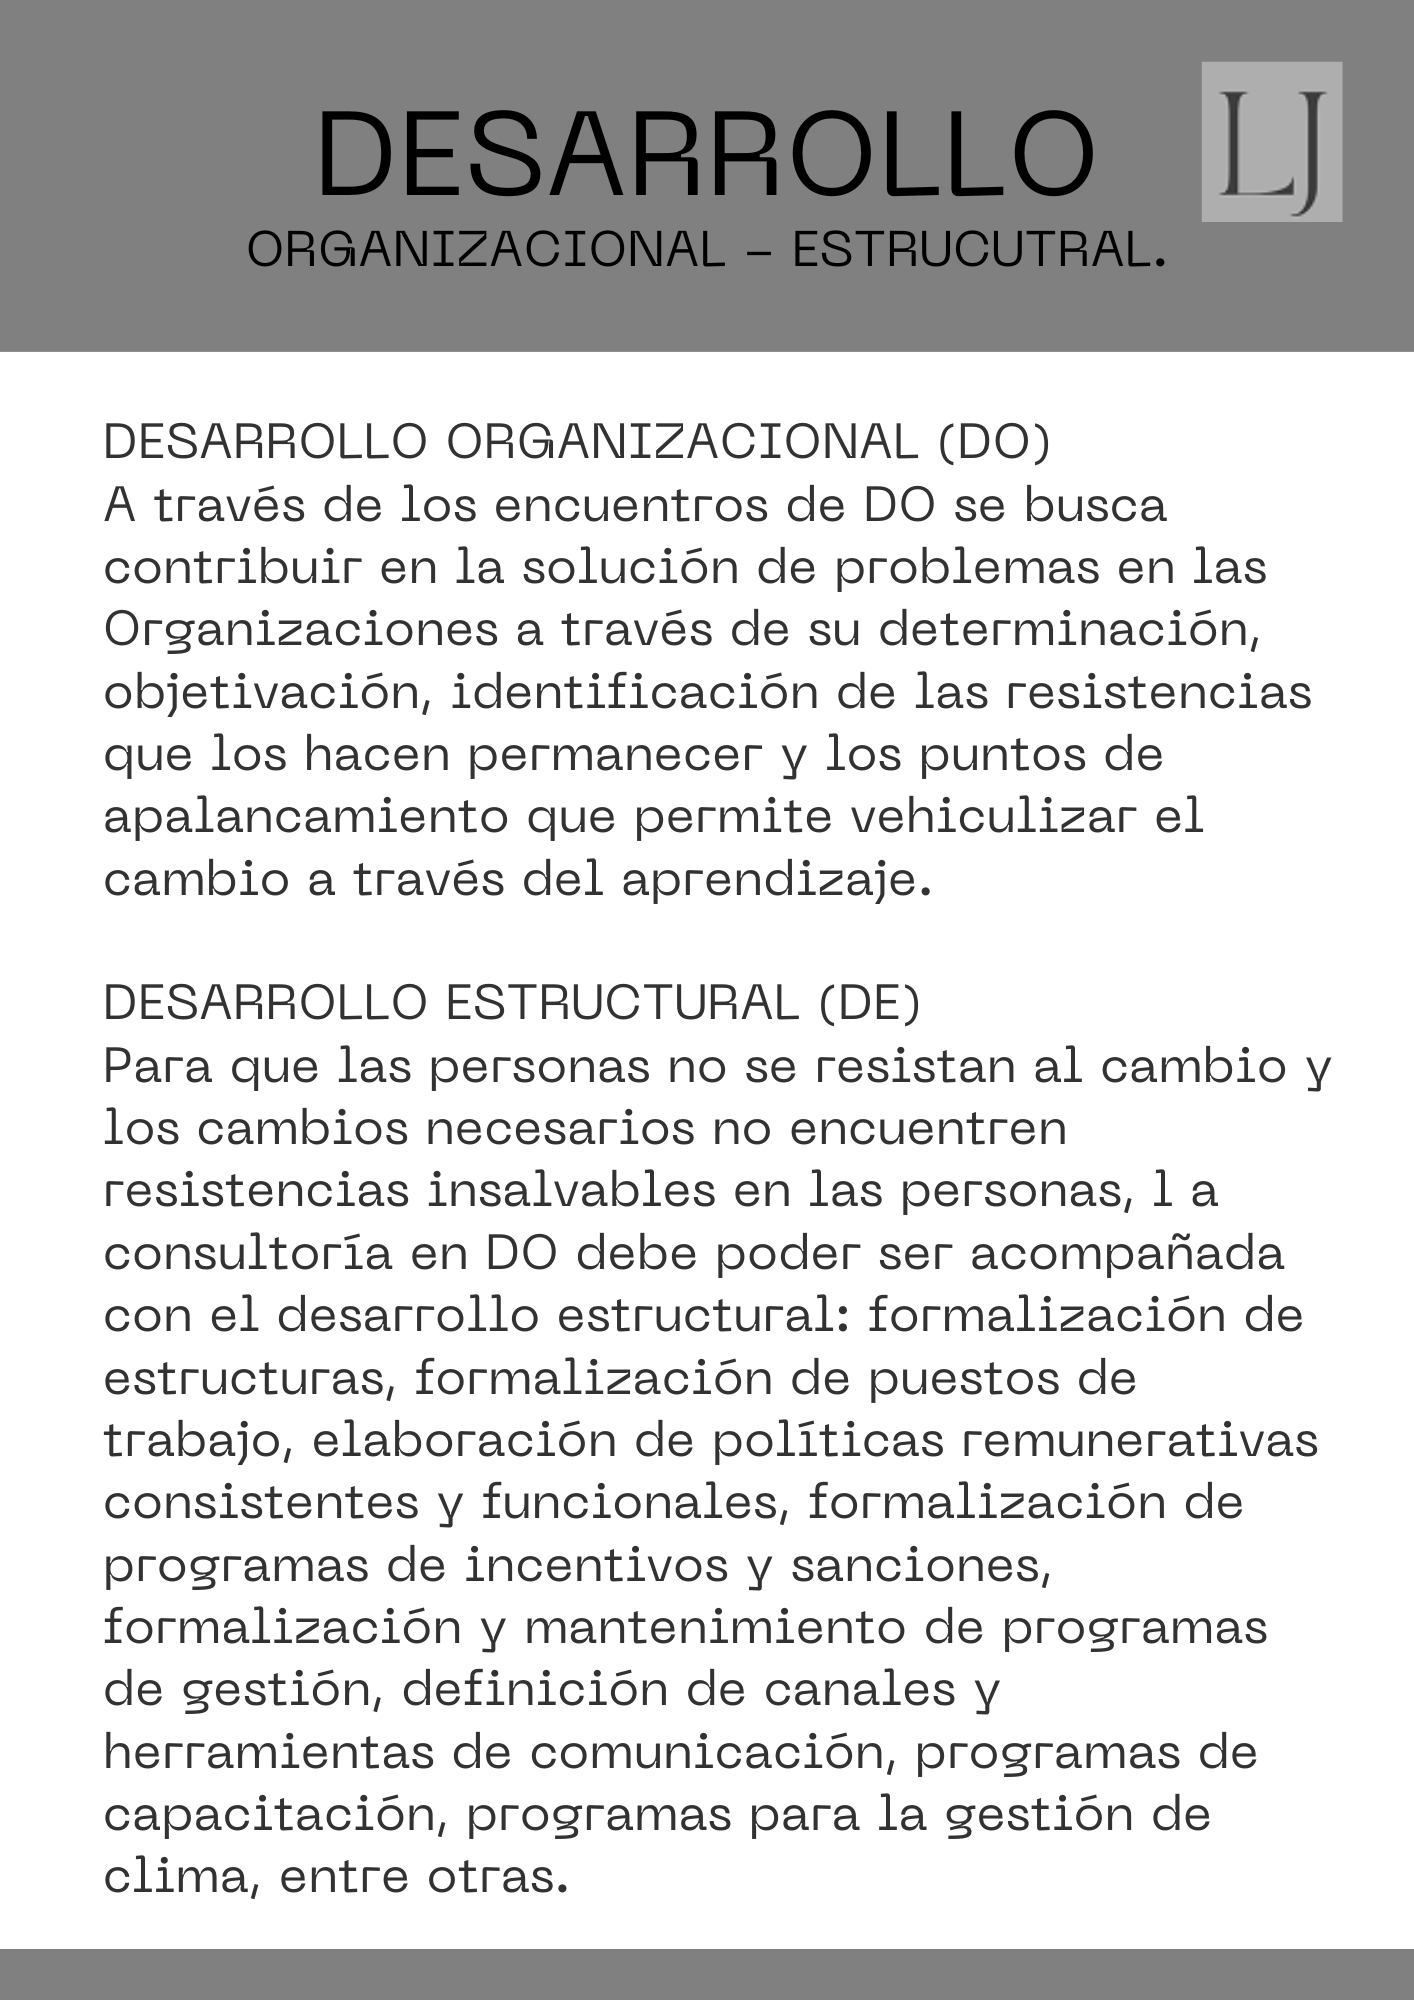 DESARROLLO
LJ
ORGANIZACIONAL – ESTRUCUTRAL.
DESARROLLO ORGANIZACIONAL (DO)
A través de los encuentros de DO se busca
contribuir en la solución de problemas en las
Organizaciones a través de su determinación,
objetivación, identificación de las resistencias
que los hacen permanecer y los puntos de
apalancamiento que permite vehiculizar el
cambio a través del aprendizaje.
DESARROLLO ESTRUCTURAL (DE)
Para que las personas no se resistan al cambio y
los cambios necesarios no encuentren
resistencias insalvables en las personas, l a
consultoría en DO debe poder ser acompañada
con el desarrollo estructural: formalización de
estructuras, formalización de puestos de
trabajo, elaboración de políticas remunerativas
consistentes y funcionales, formalización de
programas de incentivos y sanciones,
formalización y mantenimiento de programas
de gestión, definición de canales y
herramientas de comunicación, programas de
capacitación, programas para la gestión de
clima, entre otras.